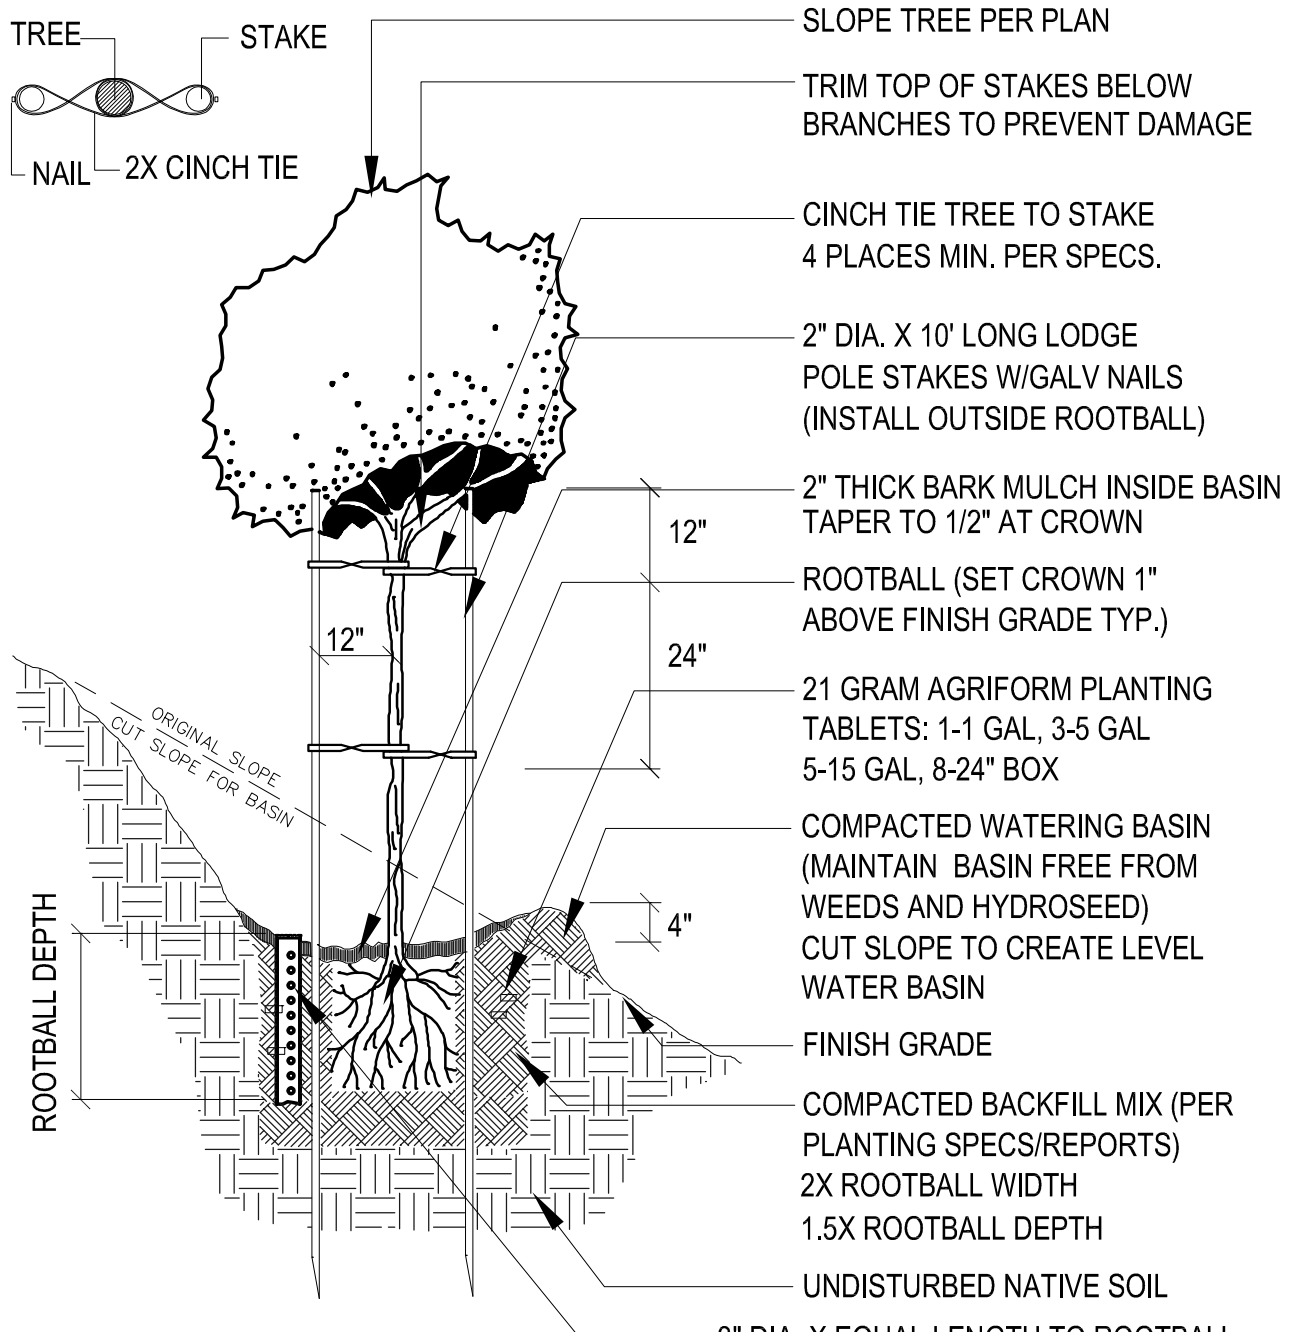 TREE
STAKE
NAIL
2X CINCH TIE
SLOPE TREE PER PLAN
TRIM TOP OF STAKES BELOW
BRANCHES TO PREVENT DAMAGE
CINCH TIE TREE TO STAKE
4 PLACES MIN. PER SPECS.
2" DIA. X 10' LONG LODGE
POLE STAKES W/GALV NAILS
(INSTALL OUTSIDE ROOTBALL)
2" THICK BARK MULCH INSIDE BASIN
TAPER TO 1/2" AT CROWN
12"
ROOTBALL (SET CROWN 1"
ABOVE FINISH GRADE TYP.)
12"
24"
21 GRAM AGRIFORM PLANTING
TABLETS: 1-1 GAL, 3-5 GAL
5-15 GAL, 8-24" BOX
ORIGINAL SLOPE
CUT SLOPE FOR BASIN
COMPACTED WATERING BASIN
(MAINTAIN BASIN FREE FROM
WEEDS AND HYDROSEED)
CUT SLOPE TO CREATE LEVEL
WATER BASIN
4"
ROOTBALL DEPTH
FINISH GRADE
COMPACTED BACKFILL MIX (PER
PLANTING SPECS/REPORTS)
2X ROOTBALL WIDTH
1.5X ROOTBALL DEPTH
UNDISTURBED NATIVE SOIL
DIA. X EQUAL LENGTH TO ROOTBALL